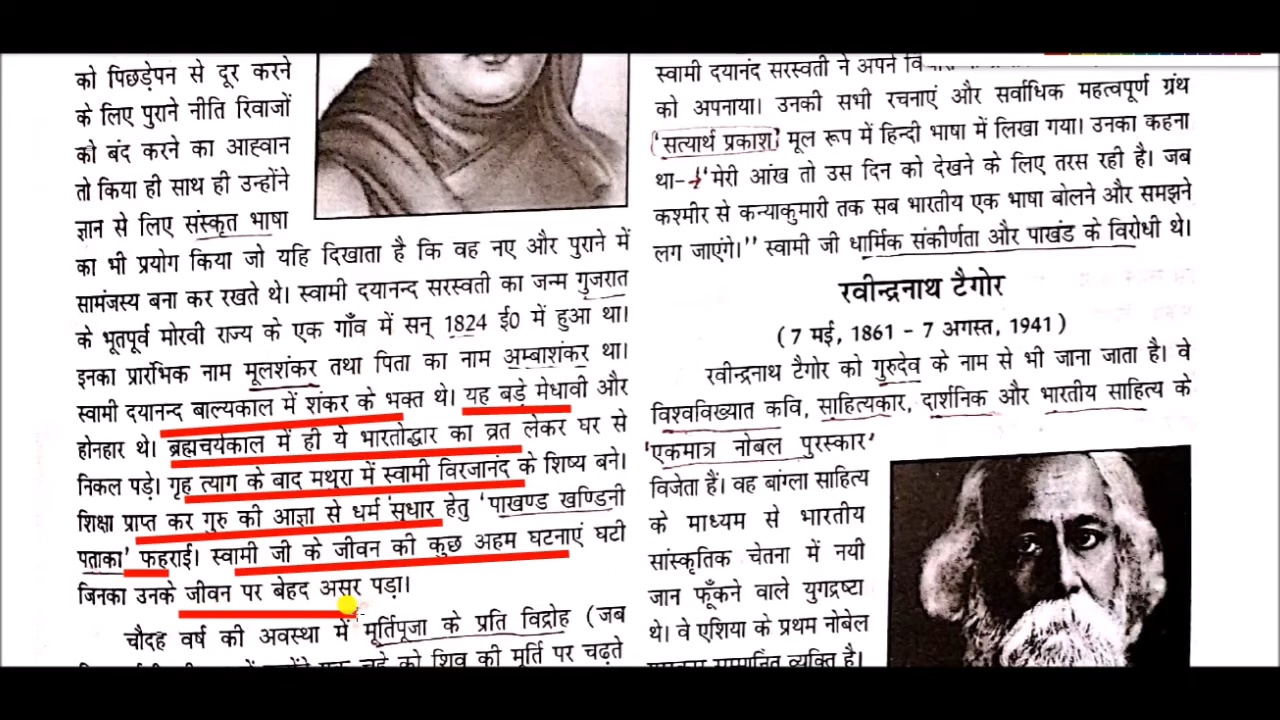 को पिछड़ेपन से दूर करने
के लिए पुराने नीति रिवाजों
को बंद करने का आह्वान
तो किया ही साथ ही उन्होंने
ज्ञान से लिए संस्कृत भाषा
का भी प्रयोग किया जो यहि दिखाता है कि वह नए और पुराने में
सामंजस्य बना कर रखते थे। स्वामी दयानन्द सरस्वती का जन्म गुजरात
के भूतपूर्व मोरवी राज्य के एक गाँव में सन् 1824 ई0 में हुआ था।
इनका प्रारंभिक नाम मूलशंकर तथा पिता का नाम अम्बाशंकर था।
स्वामी दयानन्द बाल्यकाल में शंकर के भक्त थे। यह बड़े मेधावी और
होनहार थे। ब्रह्मचर्यकाल में ही ये भारतोद्धार का व्रत लेकर घर से
निकल पड़े। गृह त्याग के बाद मथुरा में स्वामी विरजानंद के शिष्य बने।
शिक्षा प्राप्त कर गुरु की आज्ञा से धर्म सुधार हेतु 'पाखण्ड खण्डिनी
पताका' फहराई। स्वामी जी के जीवन की कुछ अहम घटनाएं घटी
जिनका उनके जीवन पर बेहद असर पड़ा।
चौदह वर्ष की अवस्था में मूर्तिपूजा के प्रति विद्रोह (जब
चूहे को शिव की मूर्ति पर चढ़ते
स्वामी दयानंद सरस्वती ने अपने
को अपनाया। उनकी सभी रचनाएं और सर्वाधिक महत्वपूर्ण ग्रंथ
'सत्यार्थ प्रकाश' मूल रूप में हिन्दी भाषा में लिखा गया। उनका कहना
था- "मेरी आंख तो उस दिन को देखने के लिए तरस रही है। जब
कश्मीर से कन्याकुमारी तक सब भारतीय एक भाषा बोलने और समझने
लग जाएंगे।'' स्वामी जी धार्मिक संकीर्णता और पाखंड के विरोधी थे।
रवीन्द्रनाथ टैगोर
(7 मई, 1861 - 7 अगस्त, 1941)
रवीन्द्रनाथ टैगोर को गुरुदेव के नाम से भी जाना जाता है। वे
विश्वविख्यात कवि, साहित्यकार, दार्शनिक और भारतीय साहित्य के
'एकमात्र नोबल पुरस्कार'
विजेता हैं। वह बांग्ला साहित्य
के माध्यम से भारतीय
सांस्कृतिक चेतना में नयी
जान फूँकने वाले युगद्रष्टा
थे। वे एशिया के प्रथम नोबेल
सम्मानित व्यक्ति है।